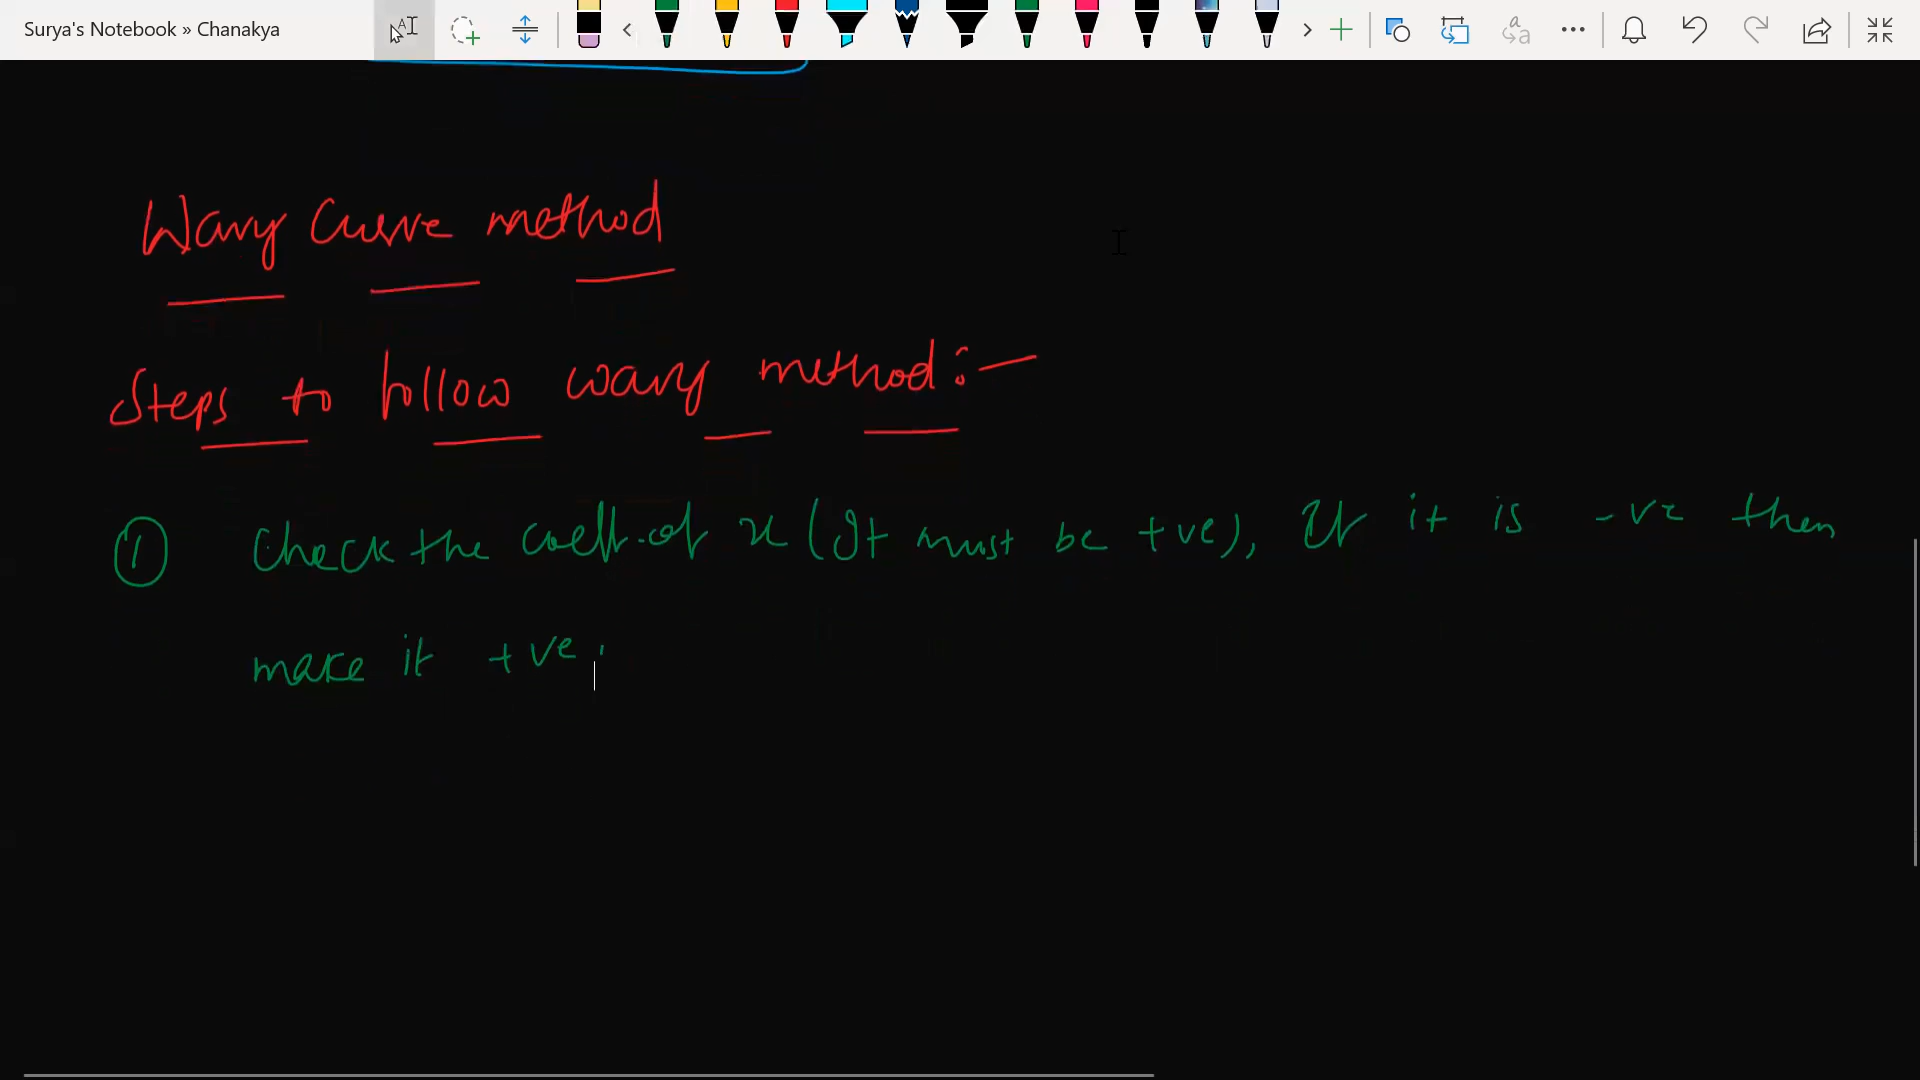 Surya's Notebook » Chanakya
Wavy Curve method
Steps to follow wavy method :-
① Check the coeff. of x (It must be +ve), If it is -ve then
make it +ve.